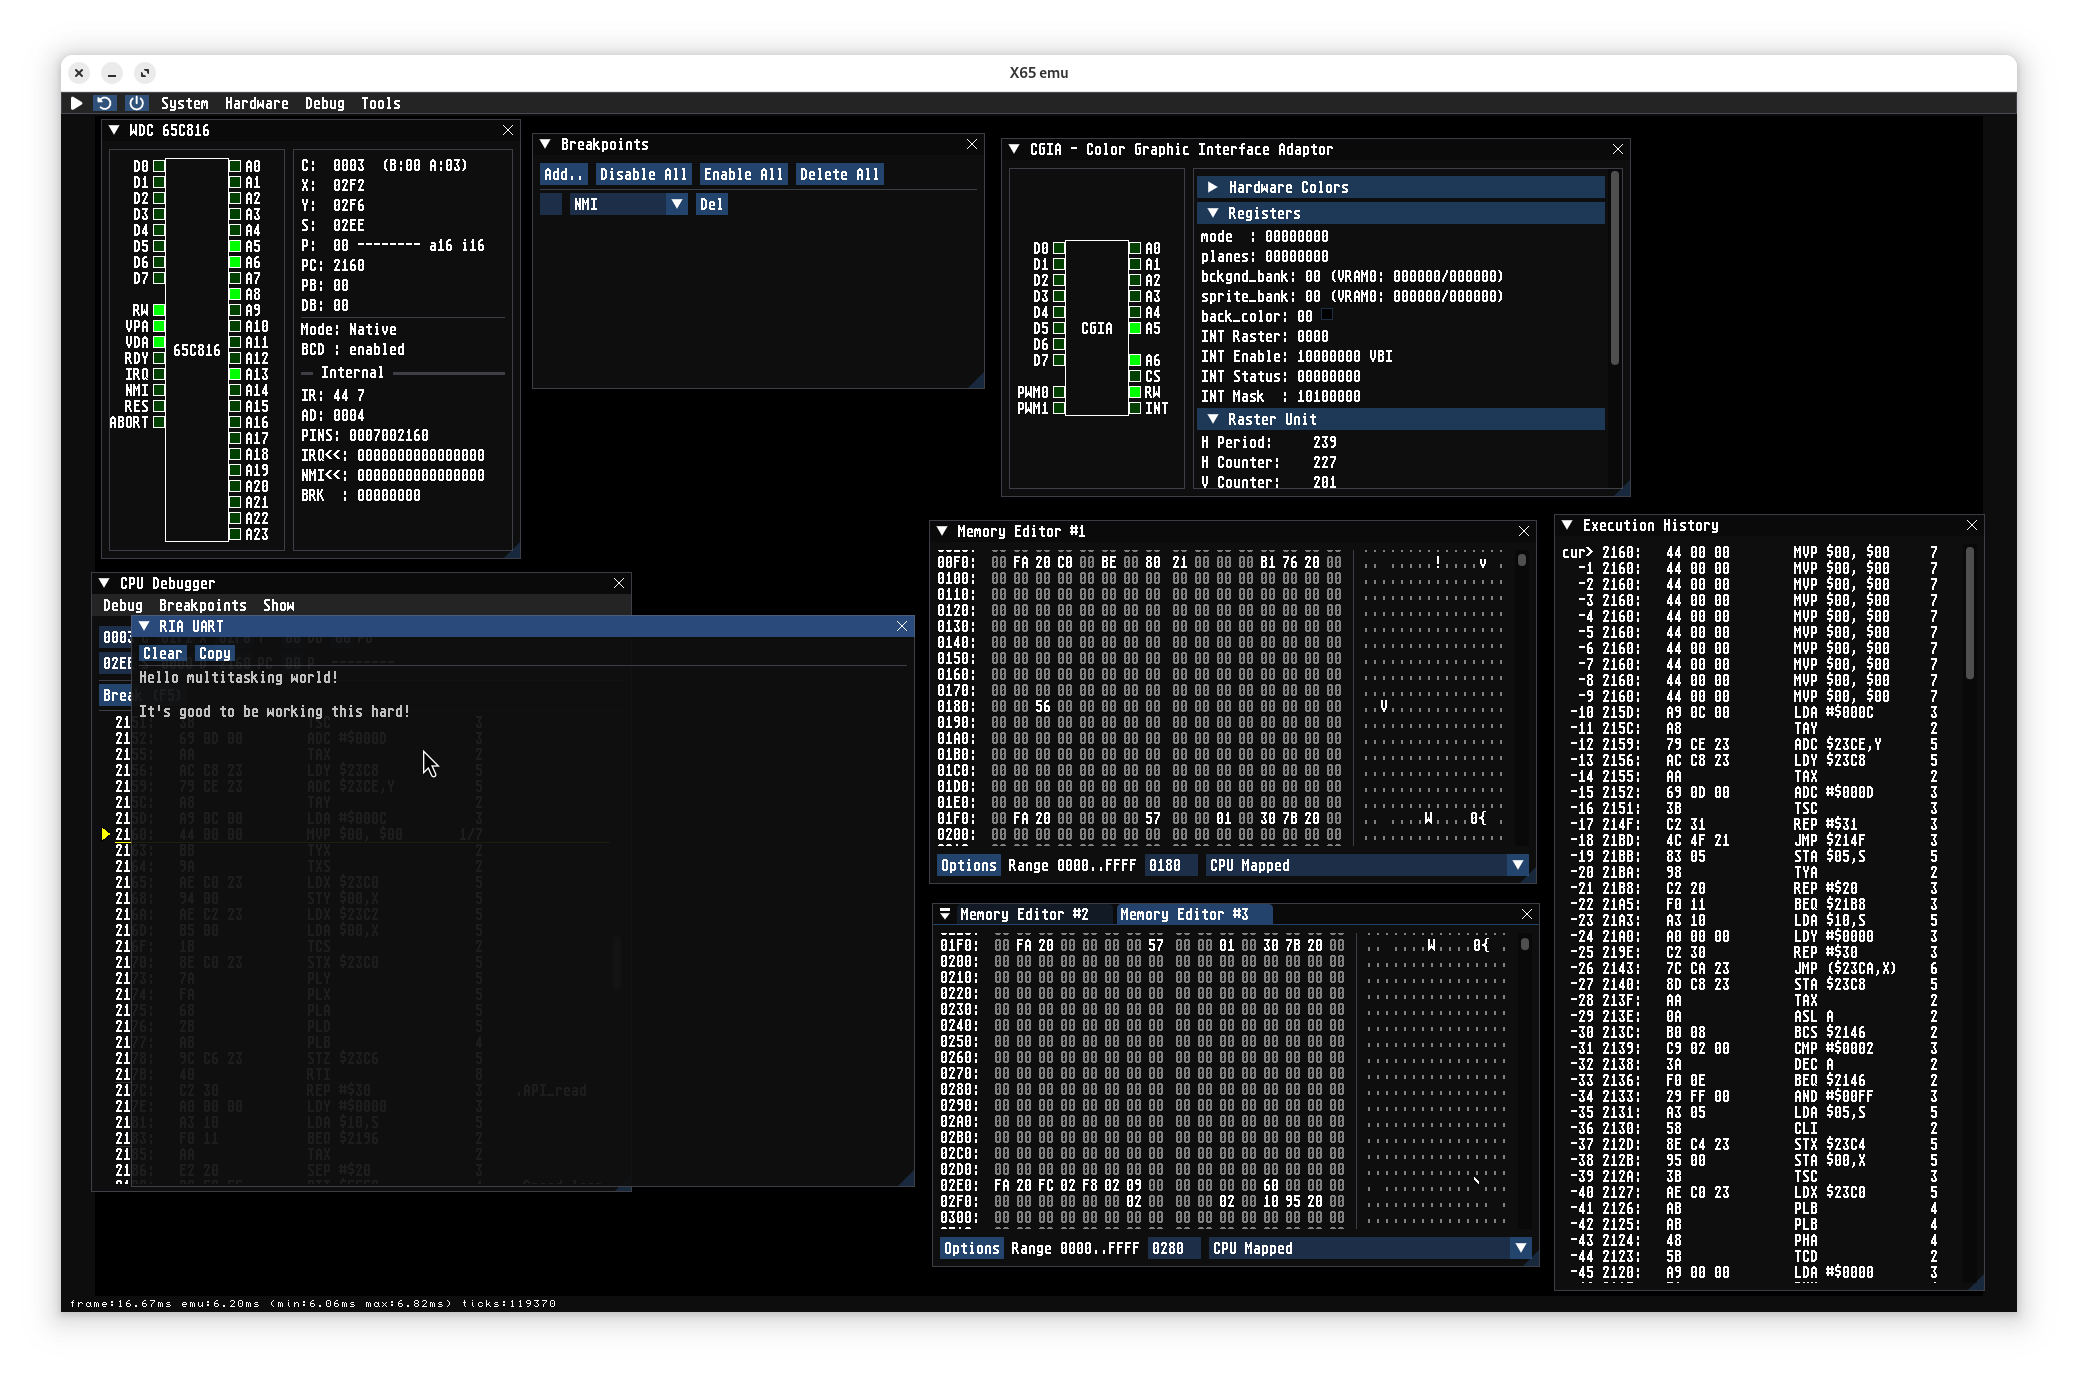 X65 emu
System Hardware Debug Tools
WDC 65C816
D0 A0
D1 A1
D2 A2
D3 A3
D4 A4
D5 A5
D6 A6
D7 A7
A8
RW A9
VPA A10
VDA A11
RDY A12
IRQ A13
NMI A14
RES A15
ABORT A16
A17
A18
A19
A20
A21
A22
A23
65C816
C: 0003 (B:00 A:03)
X: 02F2
Y: 02F6
S: 02EE
P: 00 -------- a16 i16
PC: 2160
PB: 00
DB: 00
Mode: Native
BCD : enabled
Internal
IR: 44 7
AD: 0004
PINS: 0007002160
IRQ<<: 0000000000000000
NMI<<: 0000000000000000
BRK : 00000000
Breakpoints
Add.. Disable All Enable All Delete All
NMI Del
CGIA - Color Graphic Interface Adaptor
D0 A0
D1 A1
D2 A2
D3 A3
D4 A4
D5 CGIA A5
D6
D7 A6
CS
PWM0 RW
PWM1 INT
Hardware Colors
Registers
mode : 00000000
planes: 00000000
bckgnd_bank: 00 (VRAM0: 000000/000000)
sprite_bank: 00 (VRAM0: 000000/000000)
back_color: 00
INT Raster: 0000
INT Enable: 10000000 VBI
INT Status: 00000000
INT Mask : 10100000
Raster Unit
H Period: 239
H Counter: 227
V Counter: 201
CPU Debugger
Debug Breakpoints Show
RIA UART
Clear Copy
Hello multitasking world!
It's good to be working this hard!
Memory Editor #1
00F0: 00 FA 20 C0 00 BE 00 80 21 00 00 00 B1 76 20 00
0100: 00 00 00 00 00 00 00 00 00 00 00 00 00 00 00 00
0110: 00 00 00 00 00 00 00 00 00 00 00 00 00 00 00 00
0120: 00 00 00 00 00 00 00 00 00 00 00 00 00 00 00 00
0130: 00 00 00 00 00 00 00 00 00 00 00 00 00 00 00 00
0140: 00 00 00 00 00 00 00 00 00 00 00 00 00 00 00 00
0150: 00 00 00 00 00 00 00 00 00 00 00 00 00 00 00 00
0160: 00 00 00 00 00 00 00 00 00 00 00 00 00 00 00 00
0170: 00 00 00 00 00 00 00 00 00 00 00 00 00 00 00 00
0180: 00 00 56 00 00 00 00 00 00 00 00 00 00 00 00 00
0190: 00 00 00 00 00 00 00 00 00 00 00 00 00 00 00 00
01A0: 00 00 00 00 00 00 00 00 00 00 00 00 00 00 00 00
01B0: 00 00 00 00 00 00 00 00 00 00 00 00 00 00 00 00
01C0: 00 00 00 00 00 00 00 00 00 00 00 00 00 00 00 00
01D0: 00 00 00 00 00 00 00 00 00 00 00 00 00 00 00 00
01E0: 00 00 00 00 00 00 00 00 00 00 00 00 00 00 00 00
01F0: 00 FA 20 00 00 00 00 57 00 00 01 00 30 7B 20 00
0200: 00 00 00 00 00 00 00 00 00 00 00 00 00 00 00 00
Options Range 0000..FFFF 0180 CPU Mapped
Memory Editor #2 Memory Editor #3
01F0: 00 FA 20 00 00 00 00 57 00 00 01 00 30 7B 20 00
0200: 00 00 00 00 00 00 00 00 00 00 00 00 00 00 00 00
0210: 00 00 00 00 00 00 00 00 00 00 00 00 00 00 00 00
0220: 00 00 00 00 00 00 00 00 00 00 00 00 00 00 00 00
0230: 00 00 00 00 00 00 00 00 00 00 00 00 00 00 00 00
0240: 00 00 00 00 00 00 00 00 00 00 00 00 00 00 00 00
0250: 00 00 00 00 00 00 00 00 00 00 00 00 00 00 00 00
0260: 00 00 00 00 00 00 00 00 00 00 00 00 00 00 00 00
0270: 00 00 00 00 00 00 00 00 00 00 00 00 00 00 00 00
0280: 00 00 00 00 00 00 00 00 00 00 00 00 00 00 00 00
0290: 00 00 00 00 00 00 00 00 00 00 00 00 00 00 00 00
02A0: 00 00 00 00 00 00 00 00 00 00 00 00 00 00 00 00
02B0: 00 00 00 00 00 00 00 00 00 00 00 00 00 00 00 00
02C0: 00 00 00 00 00 00 00 00 00 00 00 00 00 00 00 00
02D0: 00 00 00 00 00 00 00 00 00 00 00 00 00 00 00 00
02E0: FA 20 FC 02 F8 02 09 00 00 00 00 00 60 00 00 00
02F0: 00 00 00 00 00 00 02 00 00 00 02 00 10 95 20 00
0300: 00 00 00 00 00 00 00 00 00 00 00 00 00 00 00 00
Options Range 0000..FFFF 0280 CPU Mapped
Execution History
cur> 2160: 44 00 00 MVP $00, $00 7
-1 2160: 44 00 00 MVP $00, $00 7
-2 2160: 44 00 00 MVP $00, $00 7
-3 2160: 44 00 00 MVP $00, $00 7
-4 2160: 44 00 00 MVP $00, $00 7
-5 2160: 44 00 00 MVP $00, $00 7
-6 2160: 44 00 00 MVP $00, $00 7
-7 2160: 44 00 00 MVP $00, $00 7
-8 2160: 44 00 00 MVP $00, $00 7
-9 2160: 44 00 00 MVP $00, $00 7
-10 215D: A9 0C 00 LDA #$000C 3
-11 215C: A8 TAY 2
-12 2159: 79 CE 23 ADC $23CE,Y 5
-13 2156: AC C8 23 LDY $23C8 5
-14 2155: AA TAX 2
-15 2152: 69 0D 00 ADC #$000D 3
-16 2151: 3B TSC 3
-17 214F: C2 31 REP #$31 3
-18 21BD: 4C 4F 21 JMP $214F 3
-19 21BB: 83 05 STA $05,S 5
-20 21BA: 98 TYA 2
-21 21B8: C2 20 REP #$20 3
-22 21A5: F0 11 BEQ $21B8 2
-23 21A3: A3 10 LDA $10,S 5
-24 21A0: A0 00 00 LDY #$0000 3
-25 219E: C2 30 REP #$30 3
-26 2143: 7C CA 23 JMP ($23CA,X) 6
-27 2140: 8D C8 23 STA $23C8 5
-28 213F: AA TAX 2
-29 213E: 0A ASL A 2
-30 213C: B0 08 BCS $2146 2
-31 2139: C9 02 00 CMP #$0002 3
-32 2138: 3A DEC A 2
-33 2136: F0 0E BEQ $2146 2
-34 2133: 29 FF 00 AND #$00FF 3
-35 2131: A3 05 LDA $05,S 5
-36 2130: 58 CLI 2
-37 212D: 8E C4 23 STX $23C4 5
-38 212B: 95 00 STA $00,X 5
-39 212A: 3B TSC 3
-40 2127: AE C0 23 LDX $23C0 5
-41 2126: AB PLB 4
-42 2125: AB PLB 4
-43 2124: 48 PHA 4
-44 2123: 5B TCD 2
-45 2120: A9 00 00 LDA #$0000 3
frame:16.67ms emu:6.20ms (min:6.06ms max:6.82ms) ticks:119370